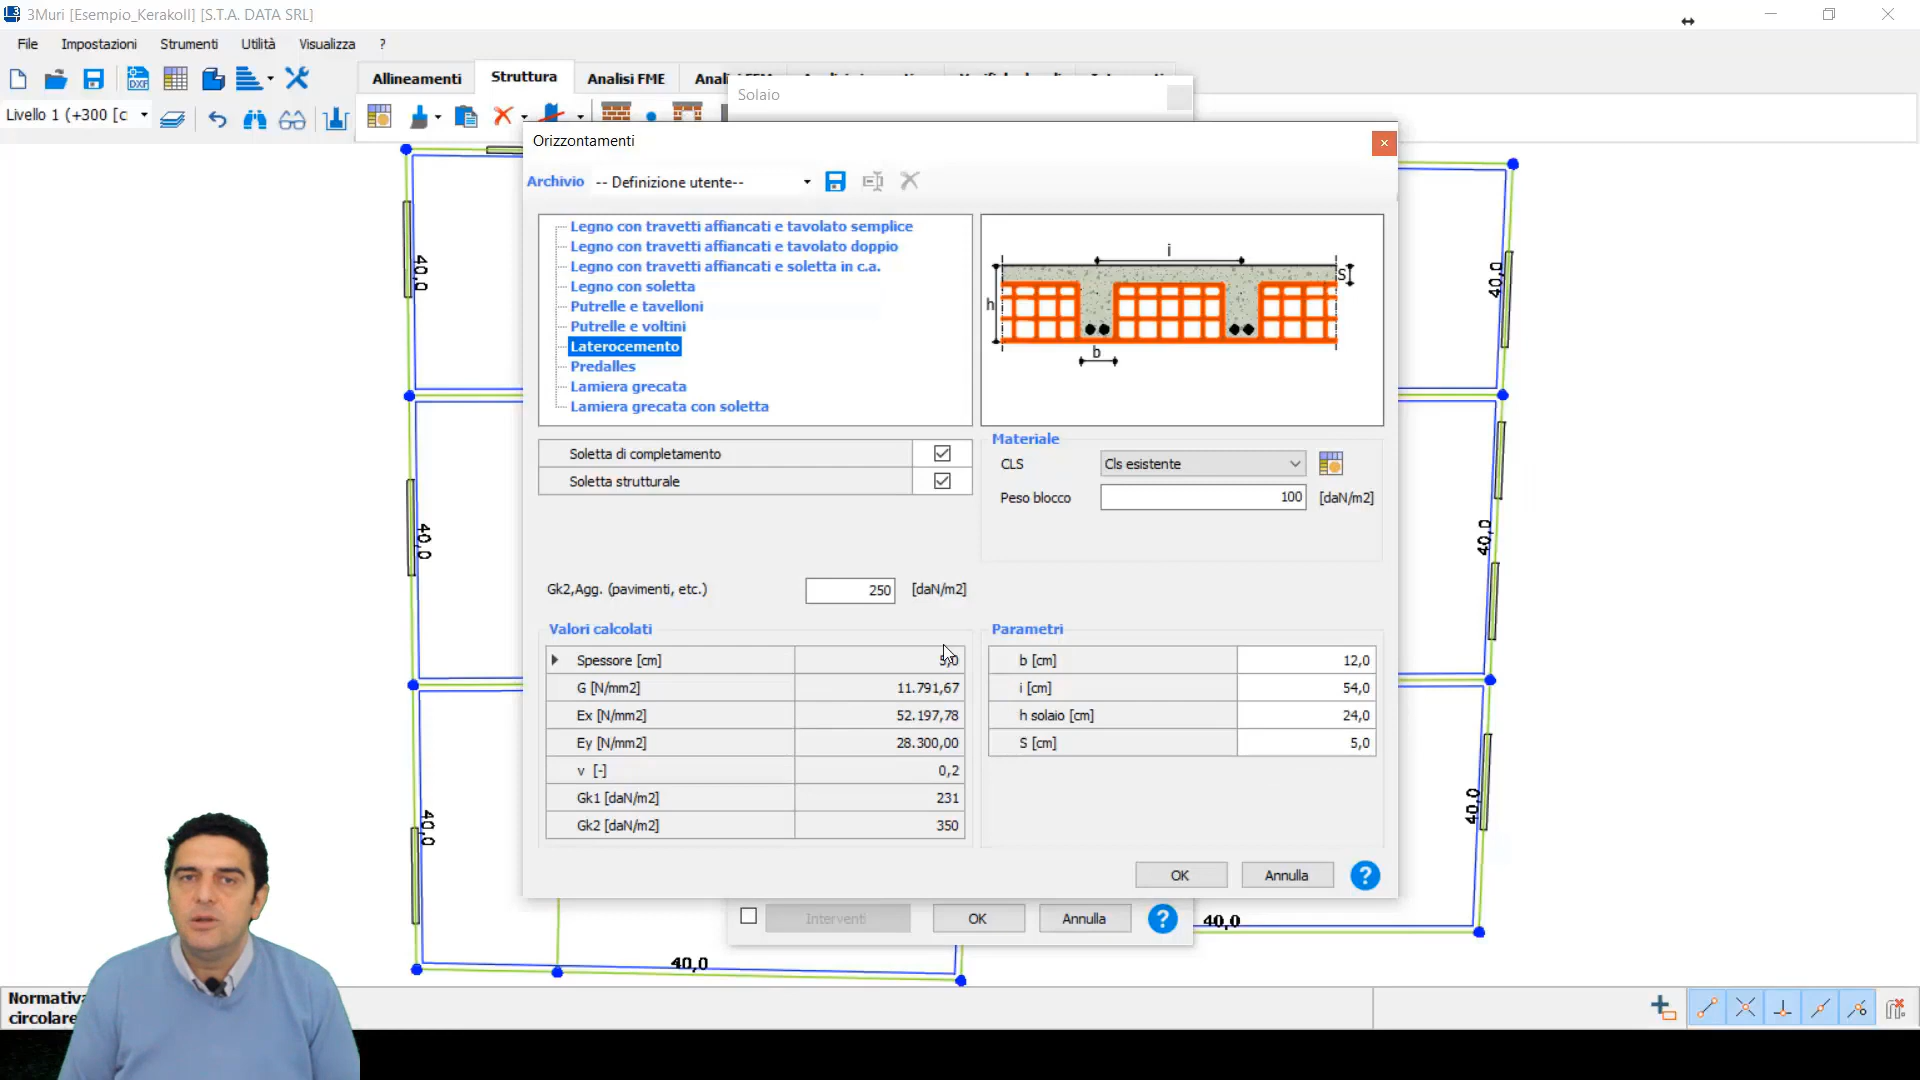 3Muri [Esempio_Kerakoll] [S.T.A. DATA SRL]
File Impostazioni Strumenti Utilità Visualizza ?
Allineamenti Struttura Analisi FME
Livello 1 (+300 [c
Solaio
Orizzontamenti
Archivio -- Definizione utente--
Legno con travetti affiancati e tavolato semplice
Legno con travetti affiancati e tavolato doppio
Legno con travetti affiancati e soletta in c.a.
Legno con soletta
Putrelle e tavelloni
Putrelle e voltini
Laterocemento
Predalles
Lamiera grecata
Lamiera grecata con soletta
i
S
h
b
Soletta di completamento
Soletta strutturale
Materiale
CLS Cls esistente
Peso blocco 100 [daN/m2]
Gk2,Agg. (pavimenti, etc.) 250 [daN/m2]
Valori calcolati
Spessore [cm] 5,0
G [N/mm2] 11.791,67
Ex [N/mm2] 52.197,78
Ey [N/mm2] 28.300,00
v [-] 0,2
Gk1 [daN/m2] 231
Gk2 [daN/m2] 350
Parametri
b [cm] 12,0
i [cm] 54,0
h solaio [cm] 24,0
S [cm] 5,0
OK Annulla ?
Interventi OK Annulla ?
40,0
40,0
40,0
40,0
40,0
40,0
40,0
40,0
Normativa
circolare